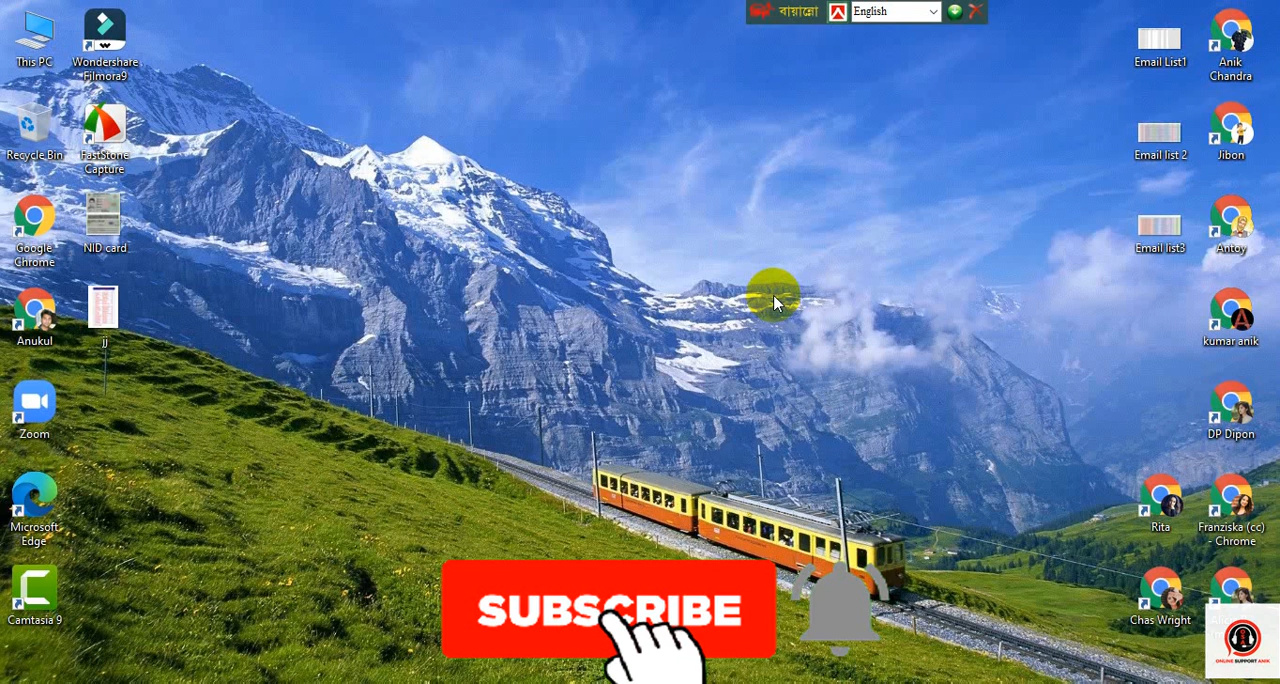 বায়ান্নো
English
This PC
Wondershare
Filmora9
Recycle Bin
FastStone
Capture
Google
Chrome
NID card
Anukul
jj
Zoom
Microsoft
Edge
Camtasia 9
Email List1
Anik
Chandra
Email list 2
Jibon
Email list3
Antoy
kumar anik
DP Dipon
Rita
Franziska (cc)
- Chrome
Chas Wright
SUBSCRIBE
ONLINE SUPPORT ANIK